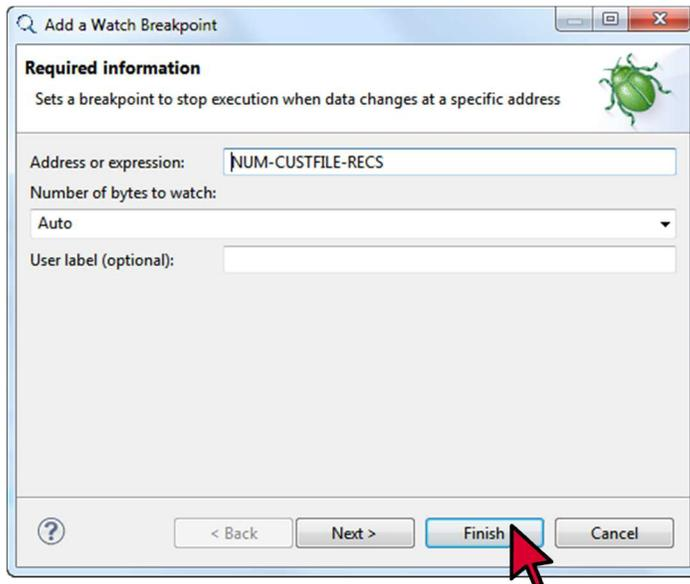 Add a Watch Breakpoint
Required information
Sets a breakpoint to stop execution when data changes at a specific address
Address or expression: NUM-CUSTFILE-RECS
Number of bytes to watch:
Auto
User label (optional):
? < Back Next > Finish Cancel